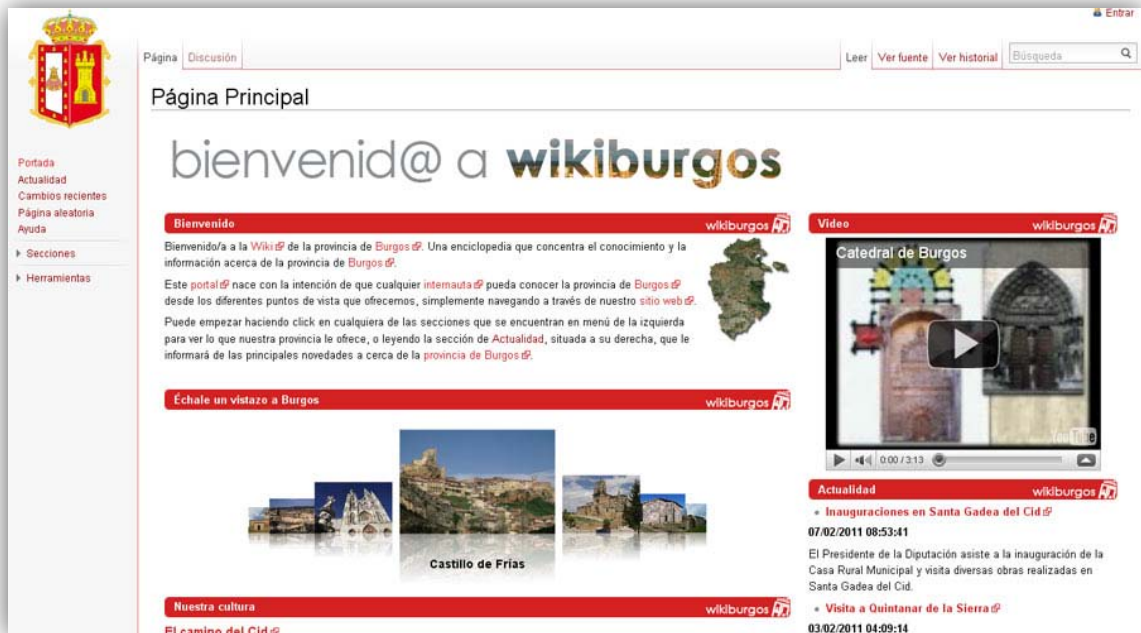 Entrar
Página
Discusión
Leer
Ver fuente
Ver historial
Búsqueda
Página Principal
bienvenid@ a wikiburgos
Portada
Actualidad
Cambios recientes
Página aleatoria
Ayuda
Secciones
Herramientas
Bienvenido
wikiburgos
Bienvenido/a a la Wiki de la provincia de Burgos. Una enciclopedia que concentra el conocimiento y la
información acerca de la provincia de Burgos.
Este portal nace con la intención de que cualquier internauta pueda conocer la provincia de Burgos
desde los diferentes puntos de vista que ofrecemos, simplemente navegando a través de nuestro sitio web.
Puede empezar haciendo click en cualquiera de las secciones que se encuentran en menú de la izquierda
para ver lo que nuestra provincia le ofrece, o leyendo la sección de Actualidad, situada a su derecha, que le
informará de las principales novedades a cerca de la provincia de Burgos.
Échale un vistazo a Burgos
wikiburgos
Castillo de Frías
Nuestra cultura
wikiburgos
El camino del Cid
Video
wikiburgos
Catedral de Burgos
YouTube
0:00 / 3:13
Actualidad
wikiburgos
Inauguraciones en Santa Gadea del Cid
07/02/2011 08:53:41
El Presidente de la Diputación asiste a la inauguración de la
Casa Rural Municipal y visita diversas obras realizadas en
Santa Gadea del Cid.
Visita a Quintanar de la Sierra
03/02/2011 04:09:14